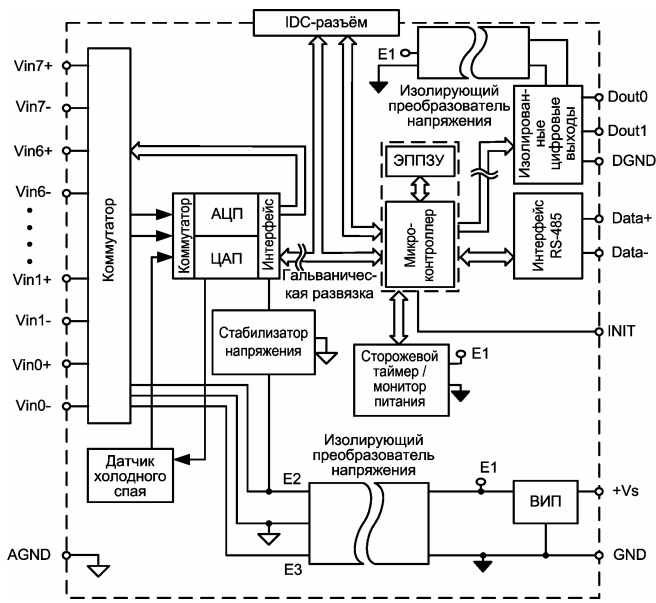 IDC-разъём
E1
Изолирующий
преобразователь
напряжения
Vin7+
Vin7-
Vin6+
Vin6-
Vin1+
Vin1-
Vin0+
Vin0-
AGND
Коммутатор
Коммутатор
АЦП
ЦАП
Интерфейс
Гальваничес-
кая развязка
ЭППЗУ
Микро-
контроллер
Изолирован-
ные
цифровые
выходы
Dout0
Dout1
DGND
Интерфейс
RS-485
Data+
Data-
INIT
Стабилизатор
напряжения
Сторожевой
таймер /
монитор
питания
E1
Датчик
холодного
спая
Изолирующий
преобразователь
напряжения
E2
E3
E1
ВИП
+Vs
GND